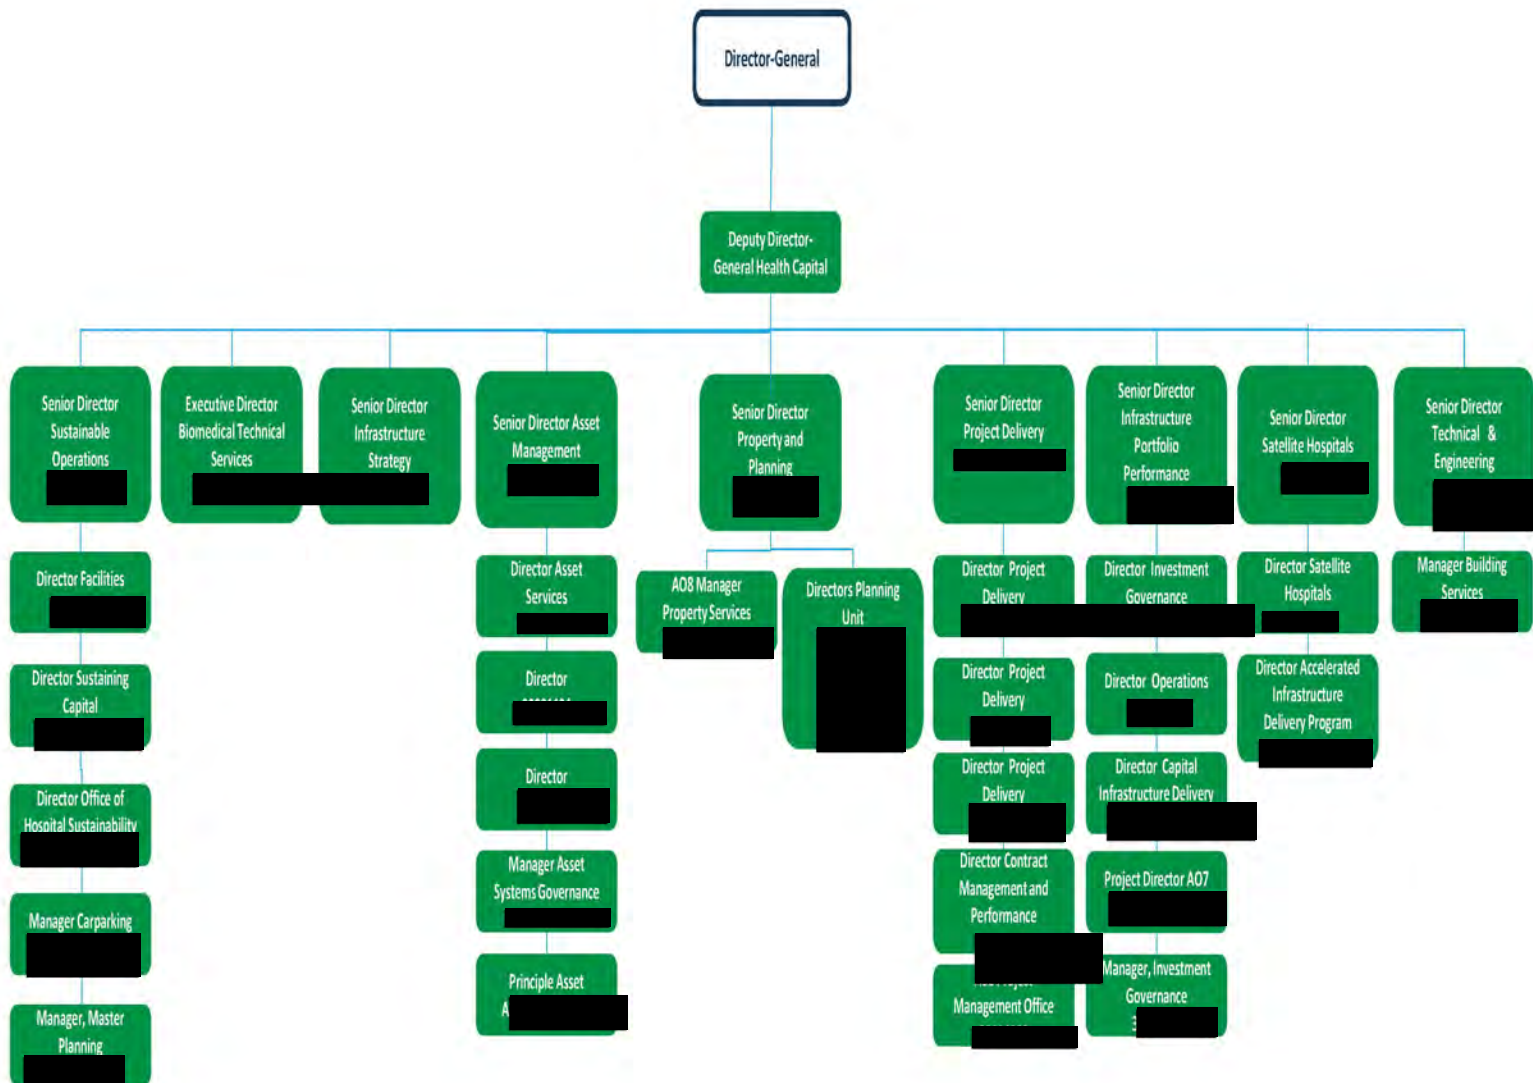 Director-General
Deputy Director-
General Health Capital
Senior Director
Sustainable
Operations
Executive Director
Biomedical Technical
Services
Senior Director
Infrastructure
Strategy
Senior Director Asset
Management
Senior Director
Property and
Planning
Senior Director
Project Delivery
Senior Director
Infrastructure
Portfolio
Performance
Senior Director
Satellite Hospitals
Senior Director
Technical &
Engineering
Director Facilities
Director Sustaining
Capital
Director Office of
Hospital Sustainability
Manager Carparking
Manager, Master
Planning
Director Asset
Services
Director
Director
Manager Asset
Systems Governance
Principle Asset
A
AO8 Manager
Property Services
Directors Planning
Unit
Director Project
Delivery
Director Project
Delivery
Director Project
Delivery
Director Contract
Management and
Performance
Management Office
Director Investment
Governance
Director Operations
Director Capital
Infrastructure Delivery
Project Director AO7
Manager, Investment
Governance
3
Director Satellite
Hospitals
Director Accelerated
Infrastructure
Delivery Program
Manager Building
Services